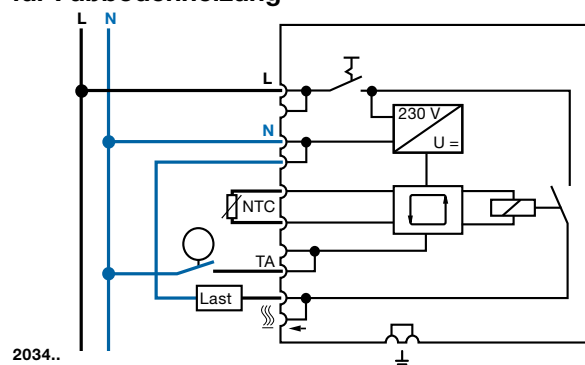 für Fußbodenheizung
L N
L
230 V
U =
N
NTC
TA
Last
2034..